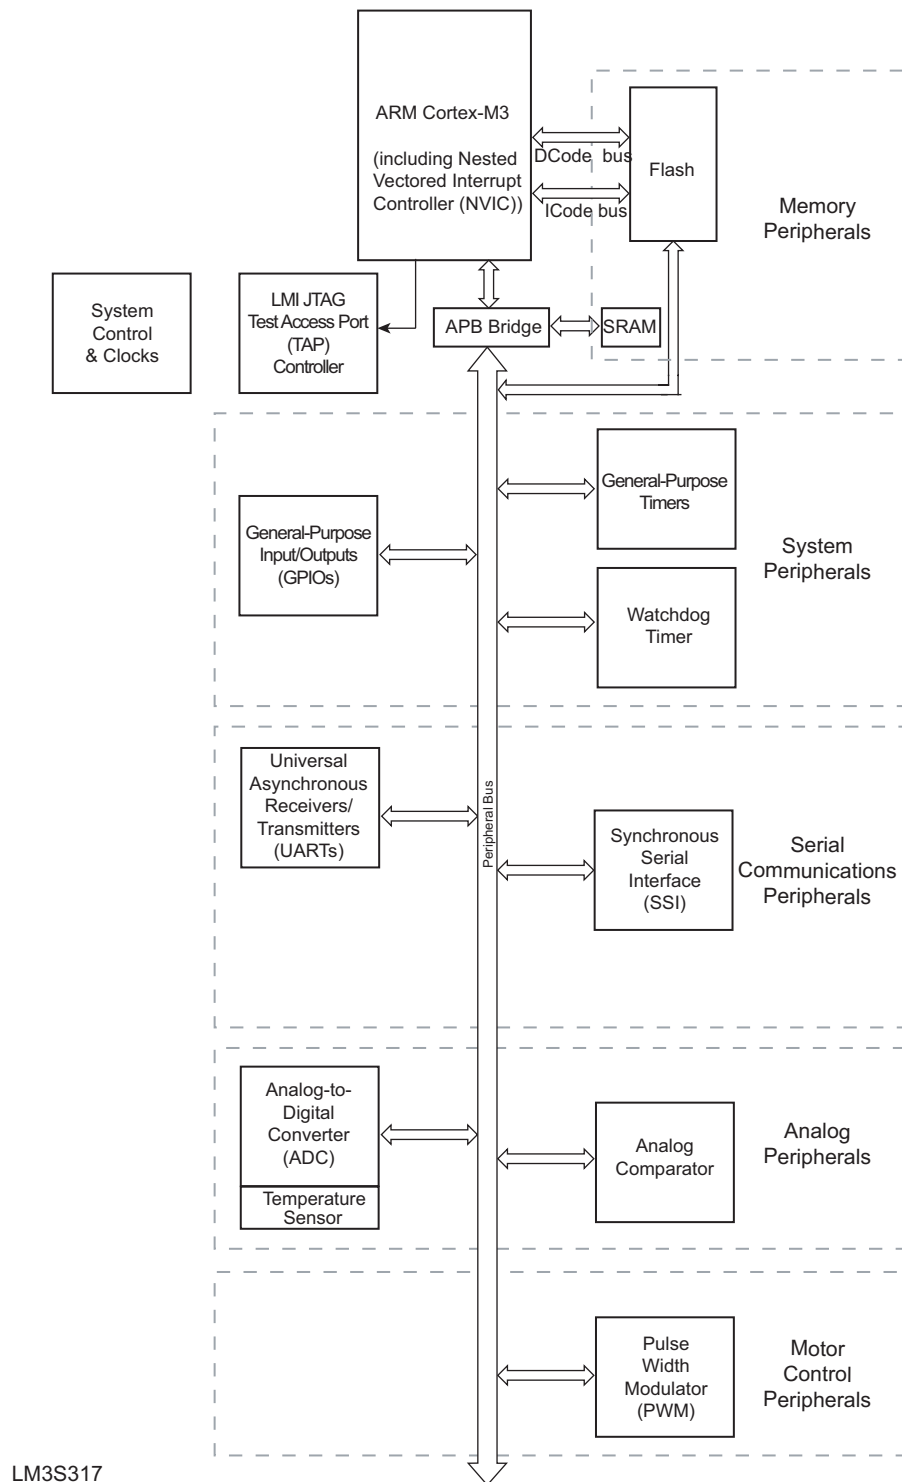 ARM Cortex-M3
(including Nested
Vectored Interrupt
Controller (NVIC))
DCode bus
ICode bus
Flash
Memory
Peripherals
System
Control
& Clocks
LMI JTAG
Test Access Port
(TAP)
Controller
APB Bridge
SRAM
General-Purpose
Timers
General-Purpose
Input/Outputs
(GPIOs)
System
Peripherals
Watchdog
Timer
Universal
Asynchronous
Receivers/
Transmitters
(UARTs)
Peripheral Bus
Synchronous
Serial
Interface
(SSI)
Serial
Communications
Peripherals
Analog-to-
Digital
Converter
(ADC)
Temperature
Sensor
Analog
Comparator
Analog
Peripherals
Pulse
Width
Modulator
(PWM)
Motor
Control
Peripherals
LM3S317